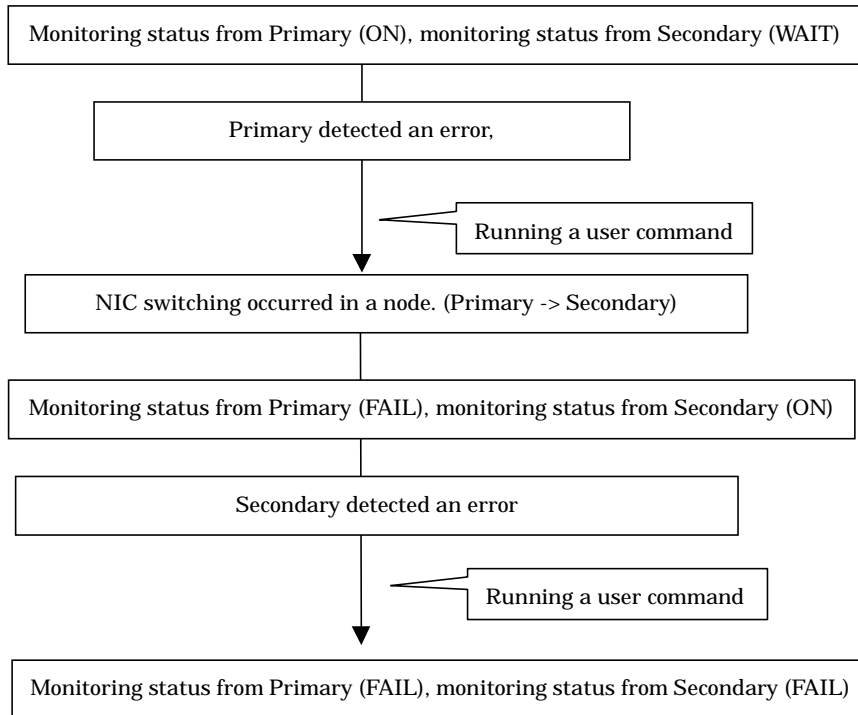 Monitoring status from Primary (ON), monitoring status from Secondary (WAIT)
Primary detected an error,
Running a user command
NIC switching occurred in a node. (Primary -> Secondary)
Monitoring status from Primary (FAIL), monitoring status from Secondary (ON)
Secondary detected an error
Running a user command
Monitoring status from Primary (FAIL), monitoring status from Secondary (FAIL)